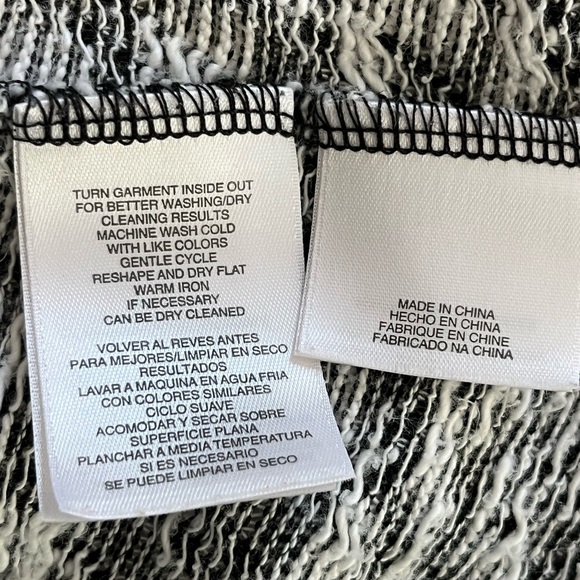 TURN GARMENT INSIDE OUT
FOR BETTER WASHING/DRY
CLEANING RESULTS
MACHINE WASH COLD
WITH LIKE COLORS
GENTLE CYCLE
RESHAPE AND DRY FLAT
WARM IRON
IF NECESSARY
CAN BE DRY CLEANED
VOLVER AL REVES ANTES
PARA MEJORES/LIMPIAR EN SECO
RESULTADOS
LAVAR A MAQUINA EN AGUA FRIA
CON COLORES SIMILARES
CICLO SUAVE
ACOMODAR Y SECAR SOBRE
SUPERFICIE PLANA
PLANCHAR A MEDIA TEMPERATURA
SI ES NECESARIO
SE PUEDE LIMPIAR EN SECO
MADE IN CHINA
HECHO EN CHINA
FABRIQUE EN CHINE
FABRICADO NA CHINA